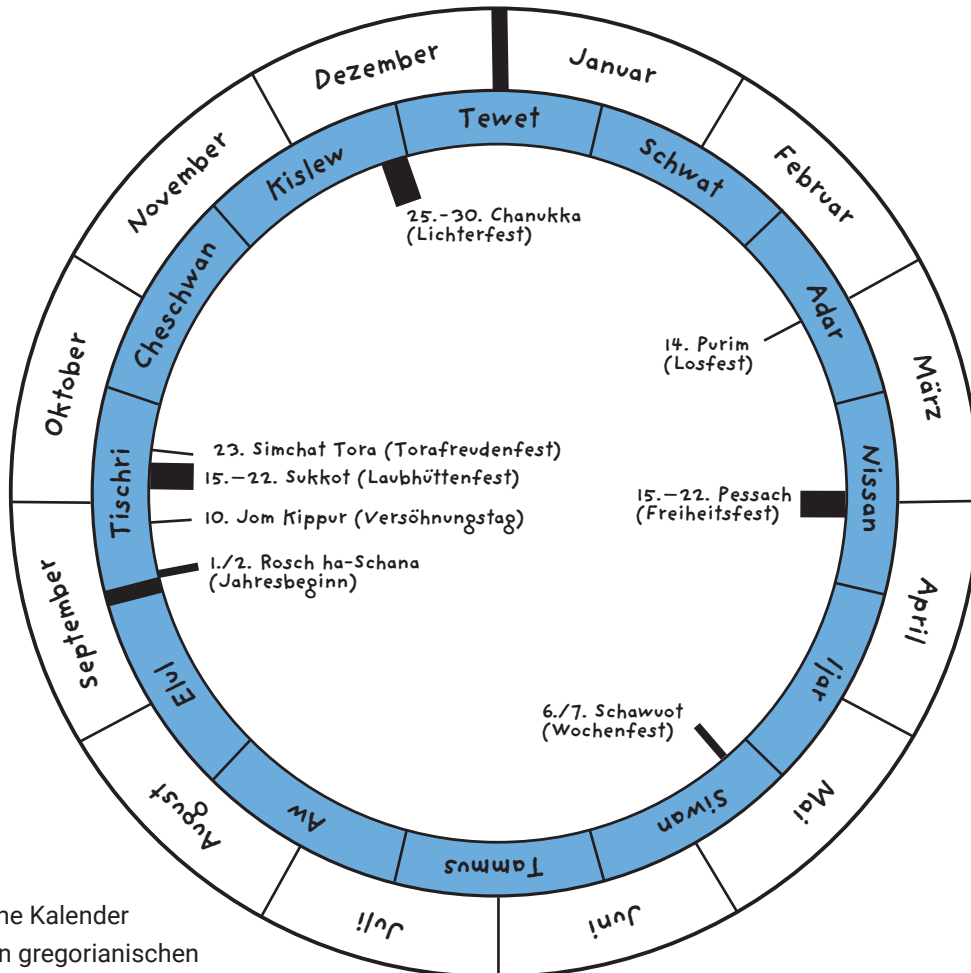 Dezember
Januar
Februar
März
April
Mai
Juni
Juli
August
September
Oktober
November
Tewet
Schwat
Adar
Nissan
Ijar
Siwan
Tammus
Aw
Elul
Tischri
Cheschwan
Kislew
25.-30. Chanukka
(Lichterfest)
14. Purim
(Losfest)
15.–22. Pessach
(Freiheitsfest)
6./7. Schawuot
(Wochenfest)
23. Simchat Tora (Torafreudenfest)
15.–22. Sukkot (Laubhüttenfest)
10. Jom Kippur (Versöhnungstag)
1./2. Rosch ha-Schana
(Jahresbeginn)
ne Kalender
n gregorianischen